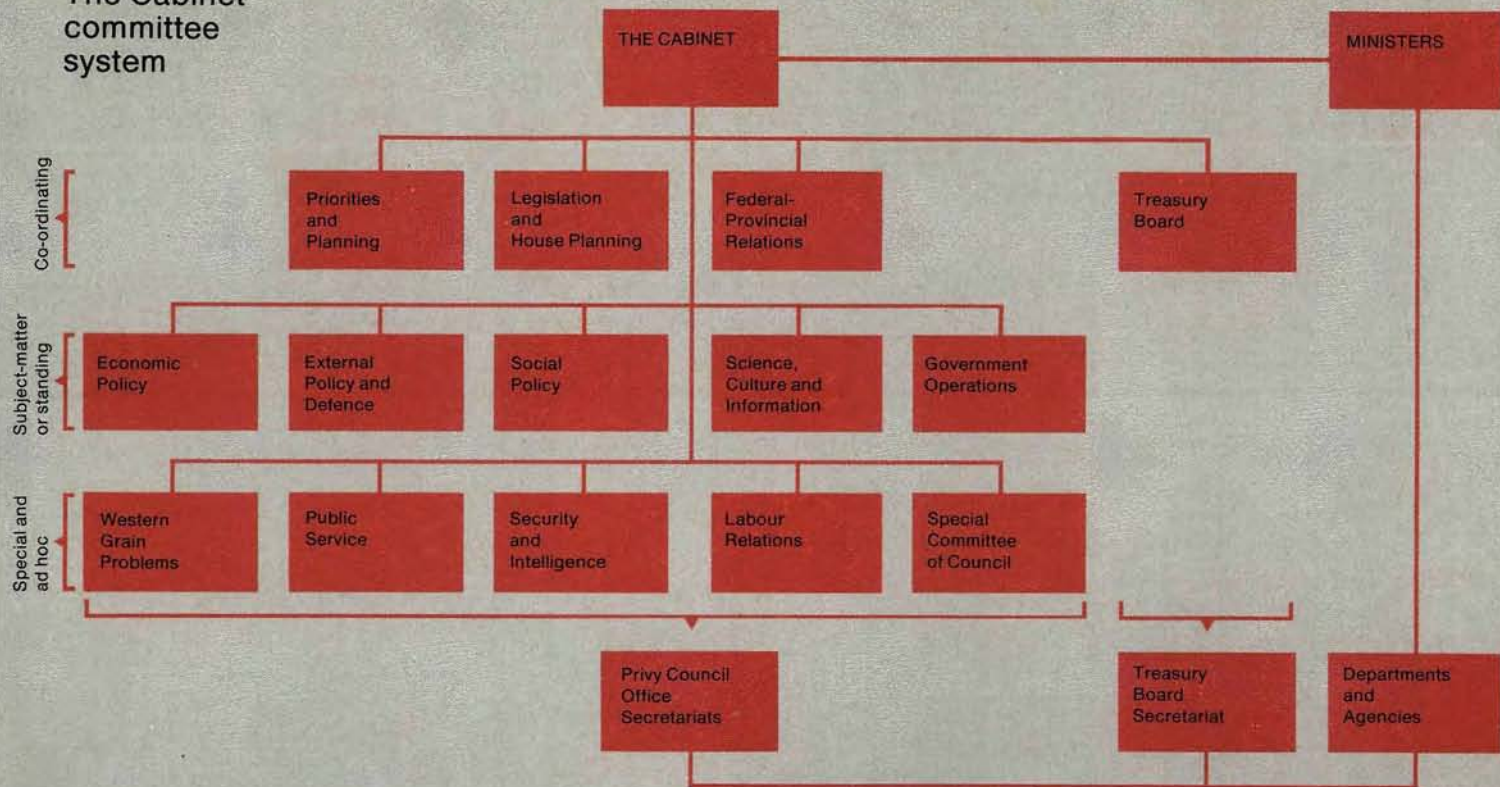 The Cabinet
committee
system
THE CABINET
MINISTERS
Co-ordinating
Priorities
and
Planning
Legislation
and
House Planning
Federal-
Provincial
Relations
Treasury
Board
Subject-matter
or standing
Economic
Policy
External
Policy and
Defence
Social
Policy
Science,
Culture and
Information
Government
Operations
Special and
ad hoc
Western
Grain
Problems
Public
Service
Security
and
Intelligence
Labour
Relations
Special
Committee
of Council
Privy Council
Office
Secretariats
Treasury
Board
Secretariat
Departments
and
Agencies